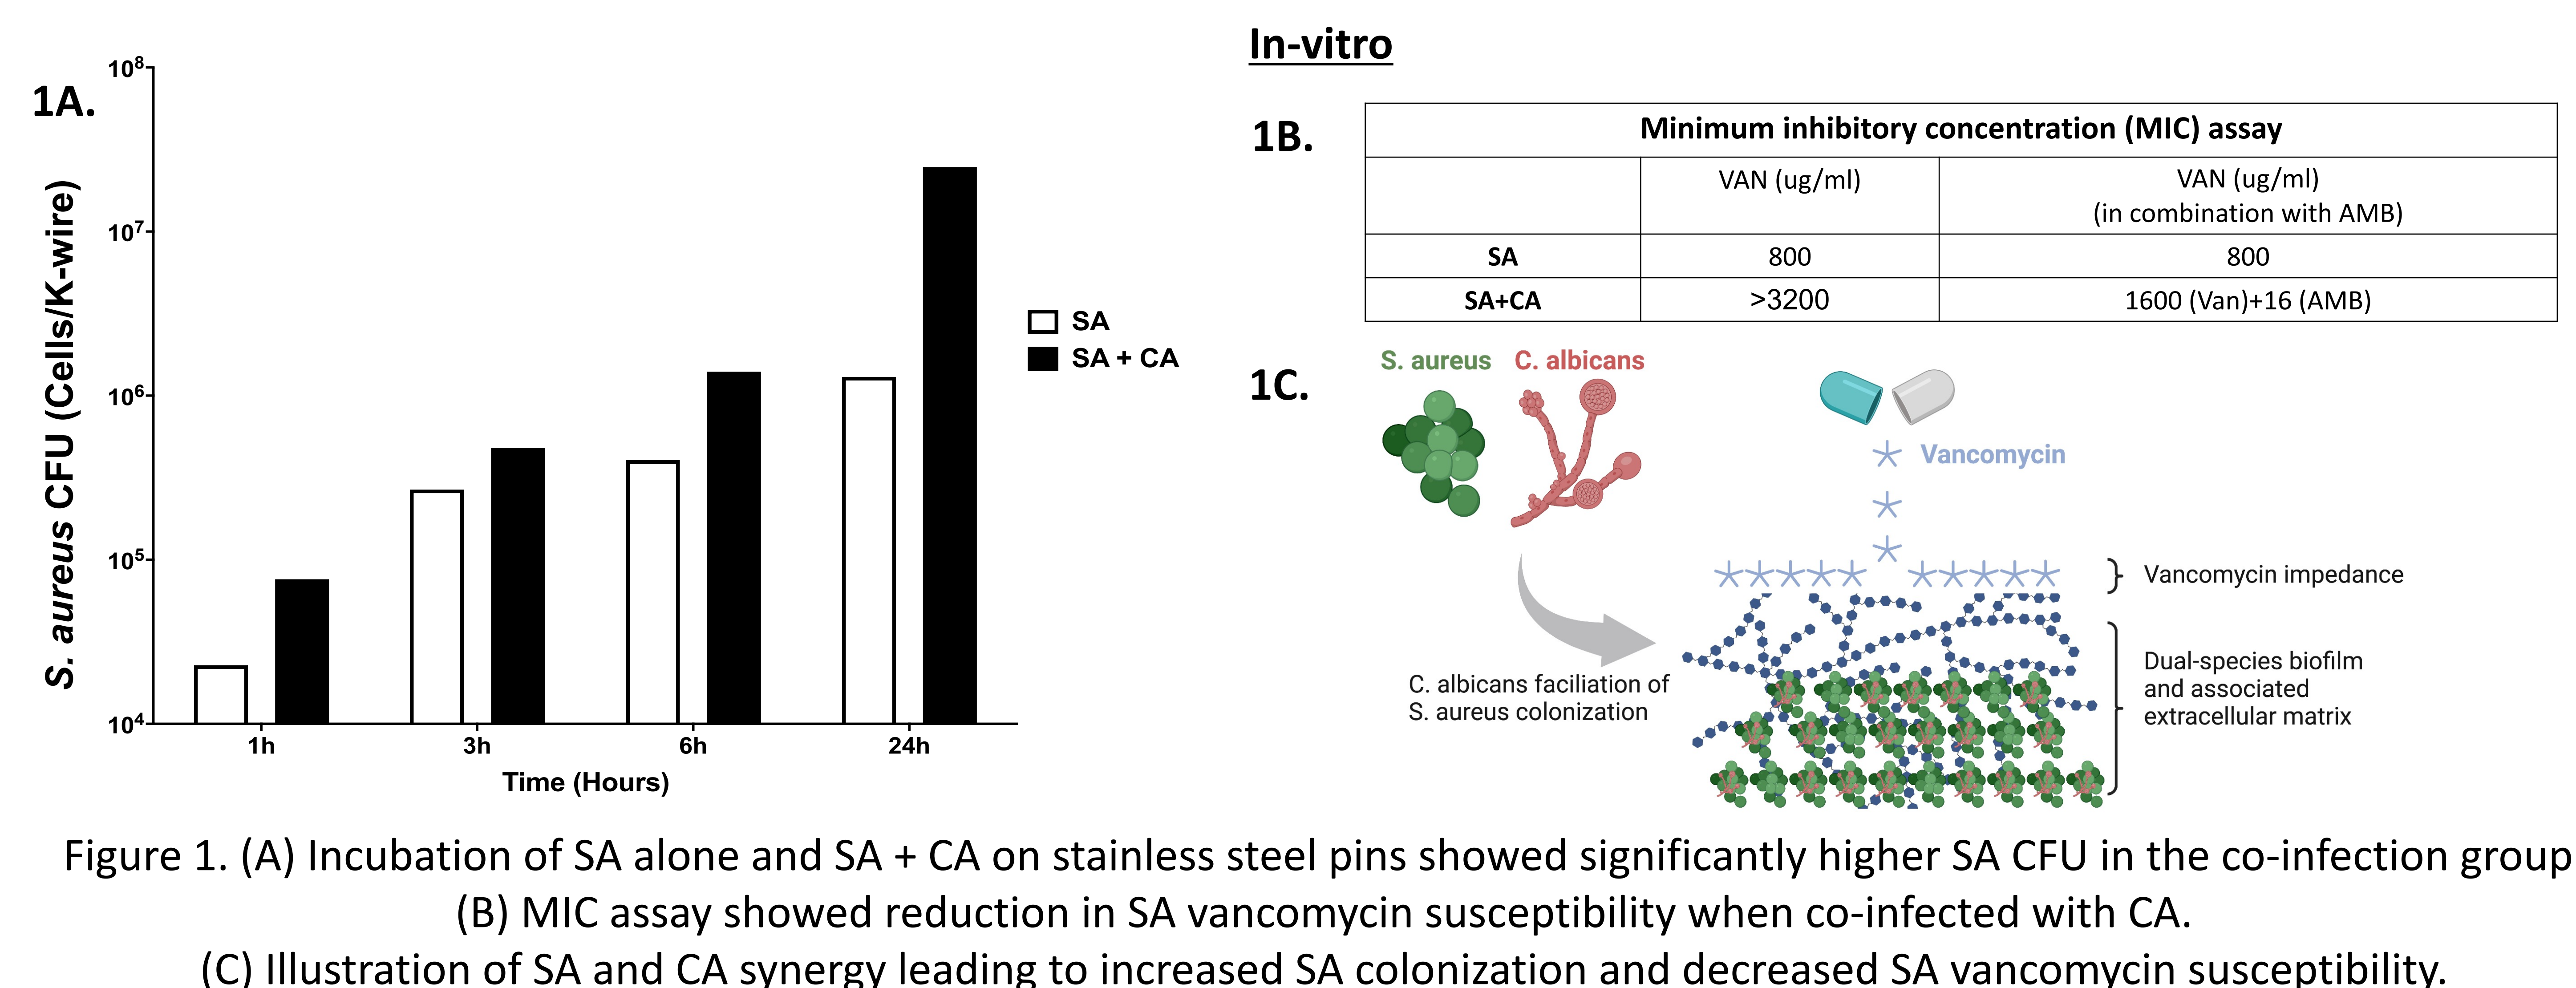 In-vitro
1A.
S. aureus CFU (Cells/K-wire)
10⁸
10⁷
10⁶
10⁵
10⁴
1h 3h 6h 24h
Time (Hours)
SA
SA + CA
1B.
Minimum inhibitory concentration (MIC) assay
VAN (ug/ml) VAN (ug/ml)
(in combination with AMB)
SA 800 800
SA+CA >3200 1600 (Van)+16 (AMB)
1C.
S. aureus C. albicans
Vancomycin
Vancomycin impedance
C. albicans faciliation of
S. aureus colonization
Dual-species biofilm
and associated
extracellular matrix
Figure 1. (A) Incubation of SA alone and SA + CA on stainless steel pins showed significantly higher SA CFU in the co-infection group
(B) MIC assay showed reduction in SA vancomycin susceptibility when co-infected with CA.
(C) Illustration of SA and CA synergy leading to increased SA colonization and decreased SA vancomycin susceptibility.